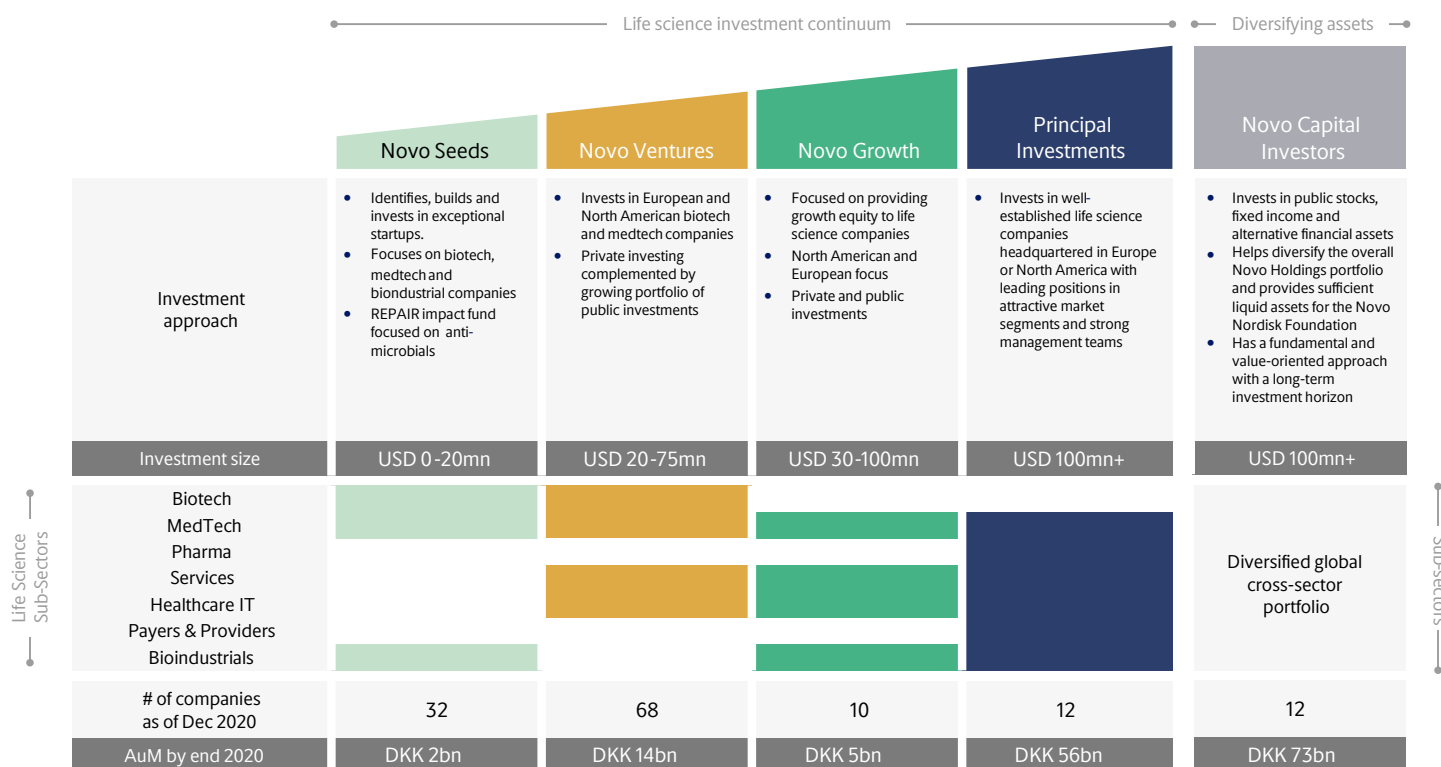 Life science investment continuum
Diversifying assets
Novo Seeds
Novo Ventures
Novo Growth
Principal
Investments
Novo Capital
Investors
Investment
approach
• Identifies, builds and
invests in exceptional
startups.
• Focuses on biotech,
medtech and
biondustrial companies
• REPAIR impact fund
focused on anti-
microbials
• Invests in European and
North American biotech
and medtech companies
• Private investing
complemented by
growing portfolio of
public investments
• Focused on providing
growth equity to life
science companies
• North American and
European focus
• Private and public
investments
• Invests in well-
established life science
companies
headquartered in Europe
or North America with
leading positions in
attractive market
segments and strong
management teams
• Invests in public stocks,
fixed income and
alternative financial assets
• Helps diversify the overall
Novo Holdings portfolio
and provides sufficient
liquid assets for the Novo
Nordisk Foundation
• Has a fundamental and
value-oriented approach
with a long-term
investment horizon
Investment size
USD 0-20mn
USD 20-75mn
USD 30-100mn
USD 100mn+
USD 100mn+
Life Science
Sub-Sectors
Biotech
MedTech
Pharma
Services
Healthcare IT
Payers & Providers
Bioindustrials
Diversified global
cross-sector
portfolio
Sub-sectors
# of companies
as of Dec 2020
32
68
10
12
12
AuM by end 2020
DKK 2bn
DKK 14bn
DKK 5bn
DKK 56bn
DKK 73bn